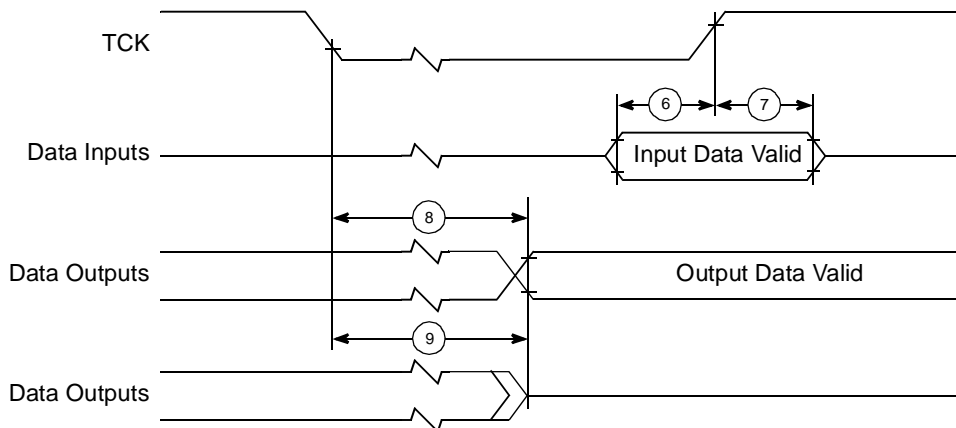 TCK
6
7
Data Inputs
Input Data Valid
8
Data Outputs
Output Data Valid
9
Data Outputs